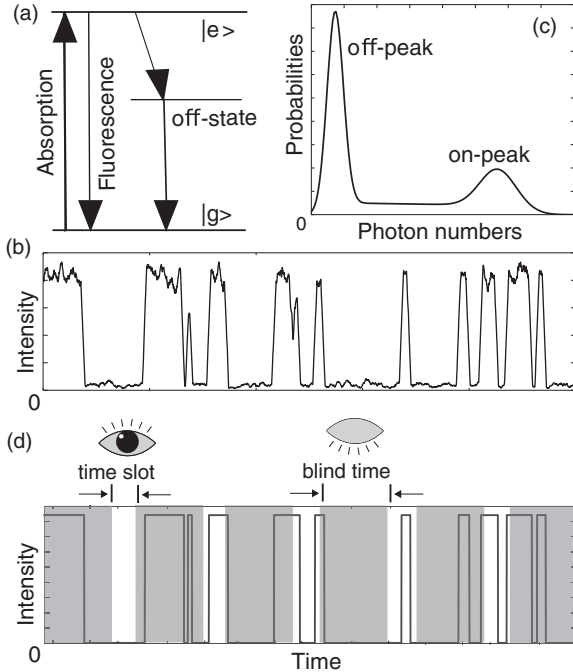 (a)
|e>
off-state
Absorption
Fluorescence
|g>
(c)
Probabilities
off-peak
on-peak
0
Photon numbers
(b)
Intensity
0
(d)
time slot
blind time
Intensity
0
Time